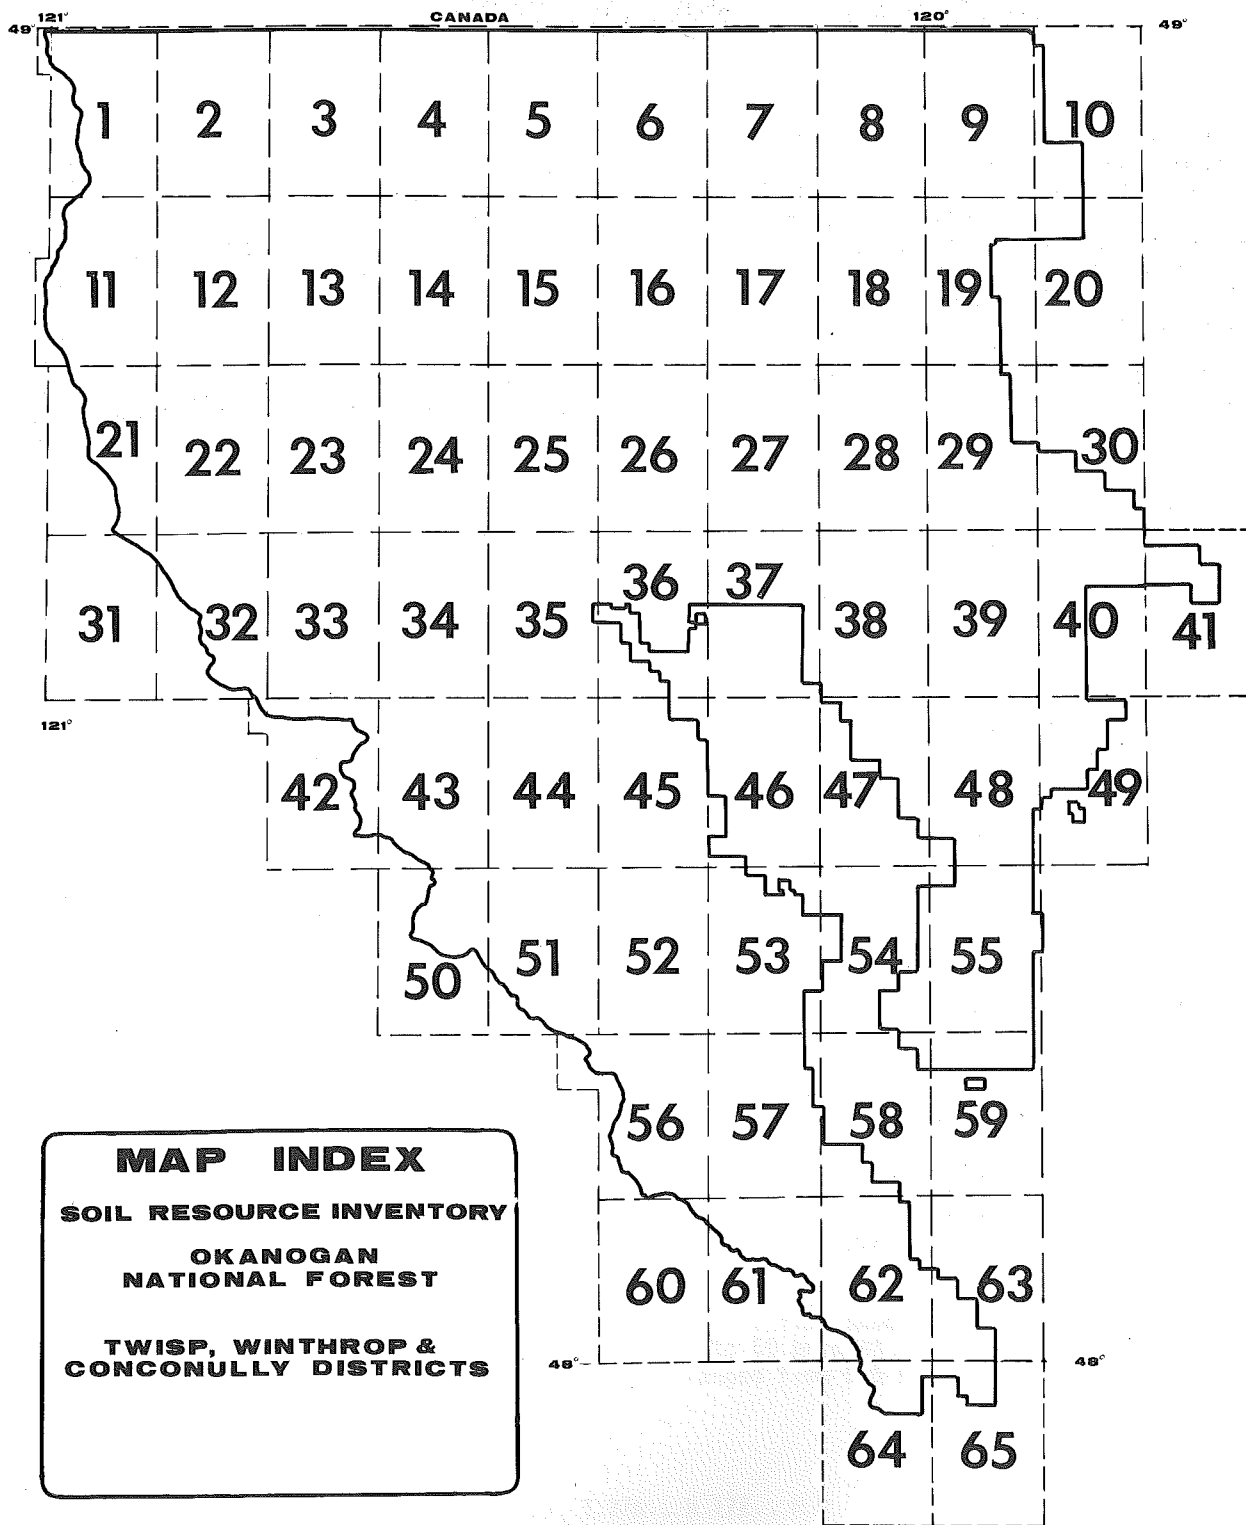 121° CANADA 120°
49° 49°
1 2 3 4 5 6 7 8 9 10
11 12 13 14 15 16 17 18 19 20
21 22 23 24 25 26 27 28 29 30
31 32 33 34 35 36 37 38 39 40 41
121°
42 43 44 45 46 47 48 49
50 51 52 53 54 55
56 57 58 59
60 61 62 63
48° 48°
64 65
MAP INDEX
SOIL RESOURCE INVENTORY
OKANOGAN
NATIONAL FOREST
TWISP, WINTHROP &
CONCONULLY DISTRICTS